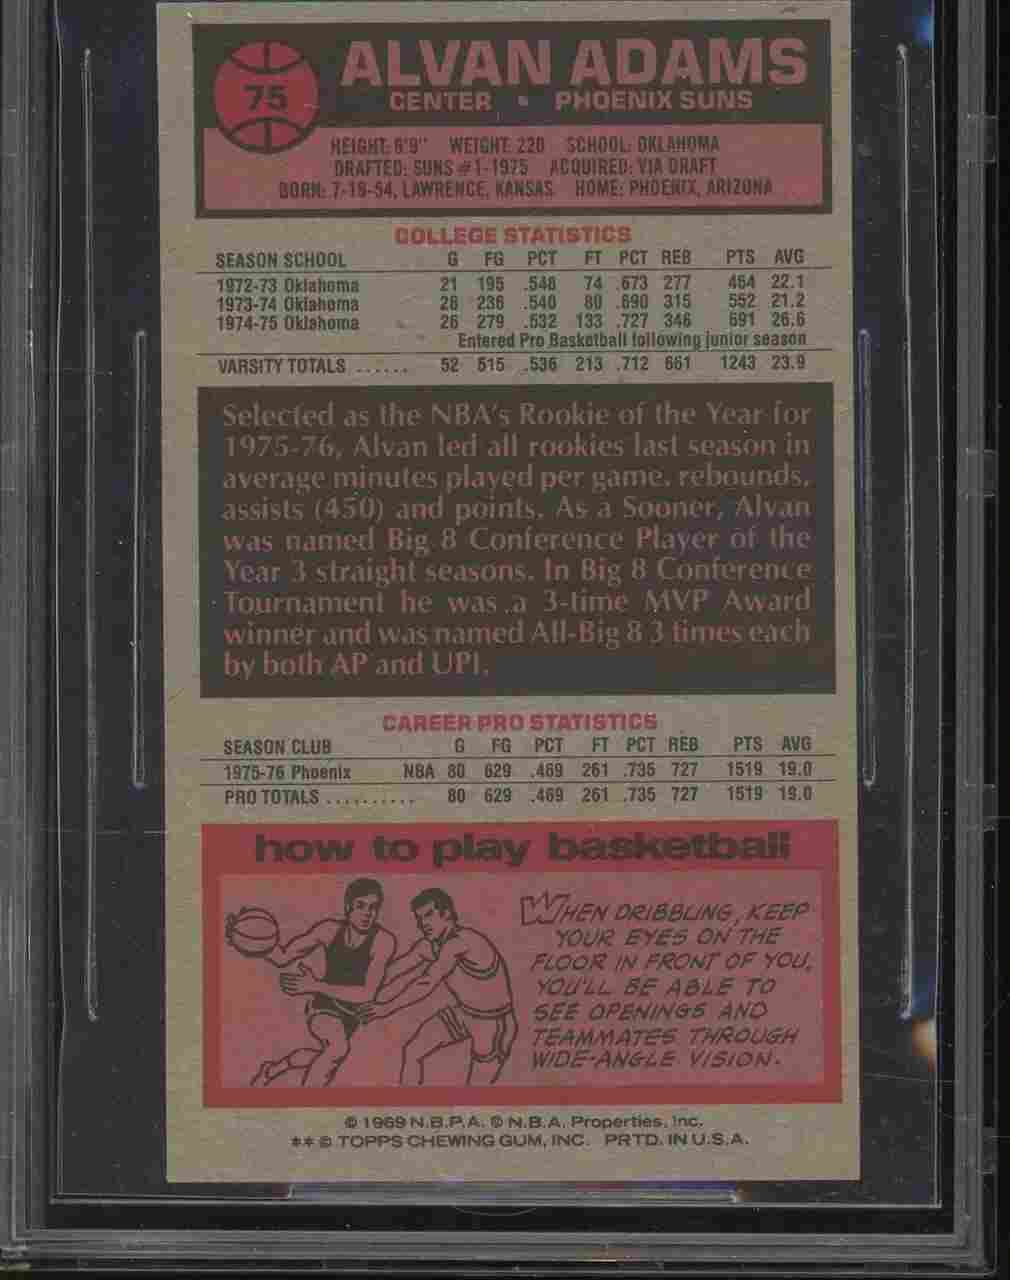 75
ALVAN ADAMS
CENTER • PHOENIX SUNS
HEIGHT: 6'9" WEIGHT: 220 SCHOOL: OKLAHOMA
DRAFTED: SUNS #1-1975 ACQUIRED: VIA DRAFT
BORN: 7-19-54, LAWRENCE, KANSAS HOME: PHOENIX, ARIZONA
COLLEGE STATISTICS
SEASON SCHOOL G FG PCT FT PCT REB PTS AVG
1972-73 Oklahoma 21 195 .548 74 .673 277 464 22.1
1973-74 Oklahoma 26 236 .540 80 .690 315 552 21.2
1974-75 Oklahoma 26 279 .532 133 .727 346 691 26.6
Entered Pro Basketball following junior season
VARSITY TOTALS ...... 52 515 .536 213 .712 661 1243 23.9
Selected as the NBA's Rookie of the Year for
1975-76, Alvan led all rookies last season in
average minutes played per game, rebounds,
assists (450) and points. As a Sooner, Alvan
was named Big 8 Conference Player of the
Year 3 straight seasons. In Big 8 Conference
Tournament he was a 3-time MVP Award
winner and was named All-Big 8 3 times each
by both AP and UPI.
CAREER PRO STATISTICS
SEASON CLUB G FG PCT FT PCT REB PTS AVG
1975-76 Phoenix NBA 80 629 .469 261 .735 727 1519 19.0
PRO TOTALS .......... 80 629 .469 261 .735 727 1519 19.0
how to play basketball
WHEN DRIBBLING, KEEP
YOUR EYES ON THE
FLOOR IN FRONT OF YOU.
YOU'LL BE ABLE TO
SEE OPENINGS AND
TEAMMATES THROUGH
WIDE-ANGLE VISION.
© 1969 N.B.P.A. © N.B.A. Properties, Inc.
** © TOPPS CHEWING GUM, INC. PRTD. IN U.S.A.